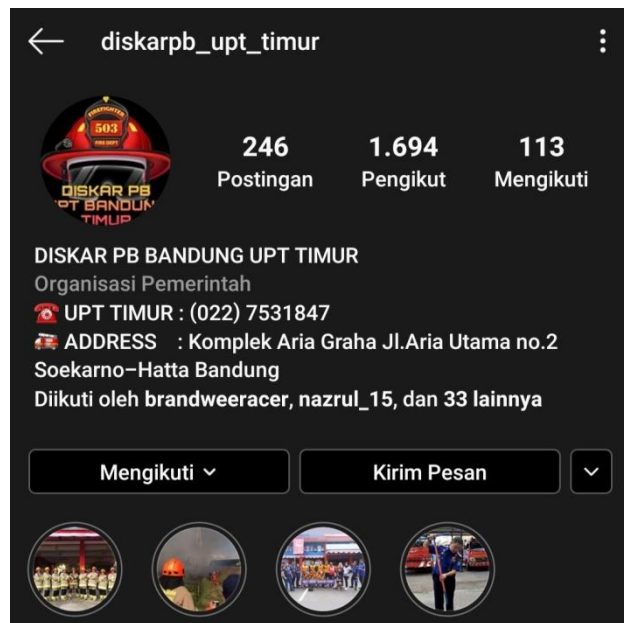 diskarpb_upt_timur
FIREFIGHTER
503
FIRE DEPT
DISKAR PB
UPT BANDUNG
TIMUR
246
Postingan
1.694
Pengikut
113
Mengikuti
DISKAR PB BANDUNG UPT TIMUR
Organisasi Pemerintah
UPT TIMUR : (022) 7531847
ADDRESS : Komplek Aria Graha Jl.Aria Utama no.2
Soekarno–Hatta Bandung
Diikuti oleh brandweeracer, nazrul_15, dan 33 lainnya
Mengikuti
Kirim Pesan